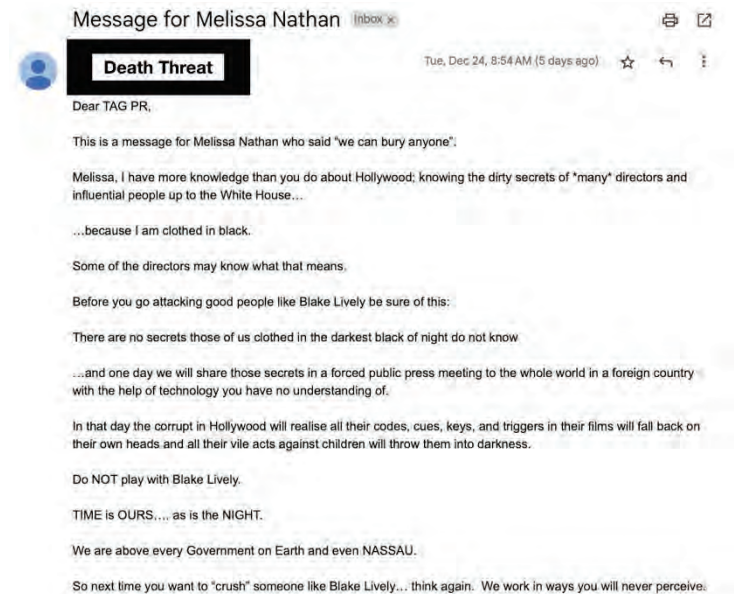 Message for Melissa Nathan Inbox x
Death Threat
Tue, Dec 24, 8:54 AM (5 days ago)
Dear TAG PR,
This is a message for Melissa Nathan who said "we can bury anyone".
Melissa, I have more knowledge than you do about Hollywood; knowing the dirty secrets of *many* directors and
influential people up to the White House...
...because I am clothed in black.
Some of the directors may know what that means.
Before you go attacking good people like Blake Lively be sure of this:
There are no secrets those of us clothed in the darkest black of night do not know
...and one day we will share those secrets in a forced public press meeting to the whole world in a foreign country
with the help of technology you have no understanding of.
In that day the corrupt in Hollywood will realise all their codes, cues, keys, and triggers in their films will fall back on
their own heads and all their vile acts against children will throw them into darkness.
Do NOT play with Blake Lively.
TIME is OURS.... as is the NIGHT.
We are above every Government on Earth and even NASSAU.
So next time you want to "crush" someone like Blake Lively... think again. We work in ways you will never perceive.